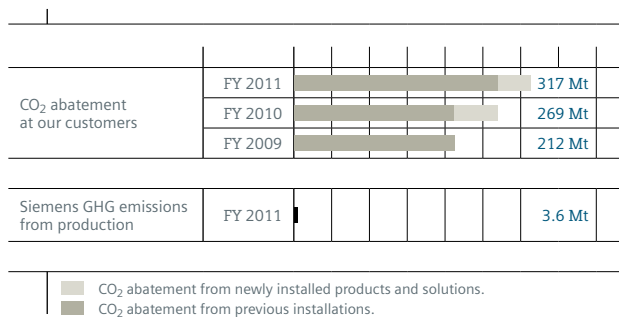 CO₂ abatement
at our customers
FY 2011 317 Mt
FY 2010 269 Mt
FY 2009 212 Mt
Siemens GHG emissions
from production
FY 2011 3.6 Mt
CO₂ abatement from newly installed products and solutions.
CO₂ abatement from previous installations.